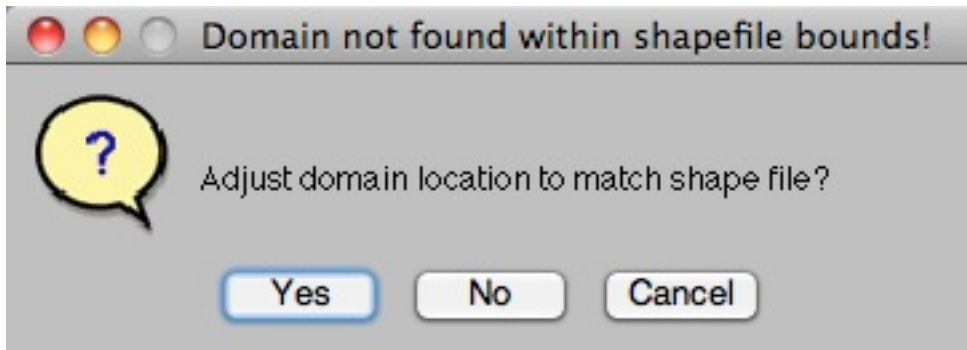 Domain not found within shapefile bounds!
?
Adjust domain location to match shape file?
Yes No Cancel